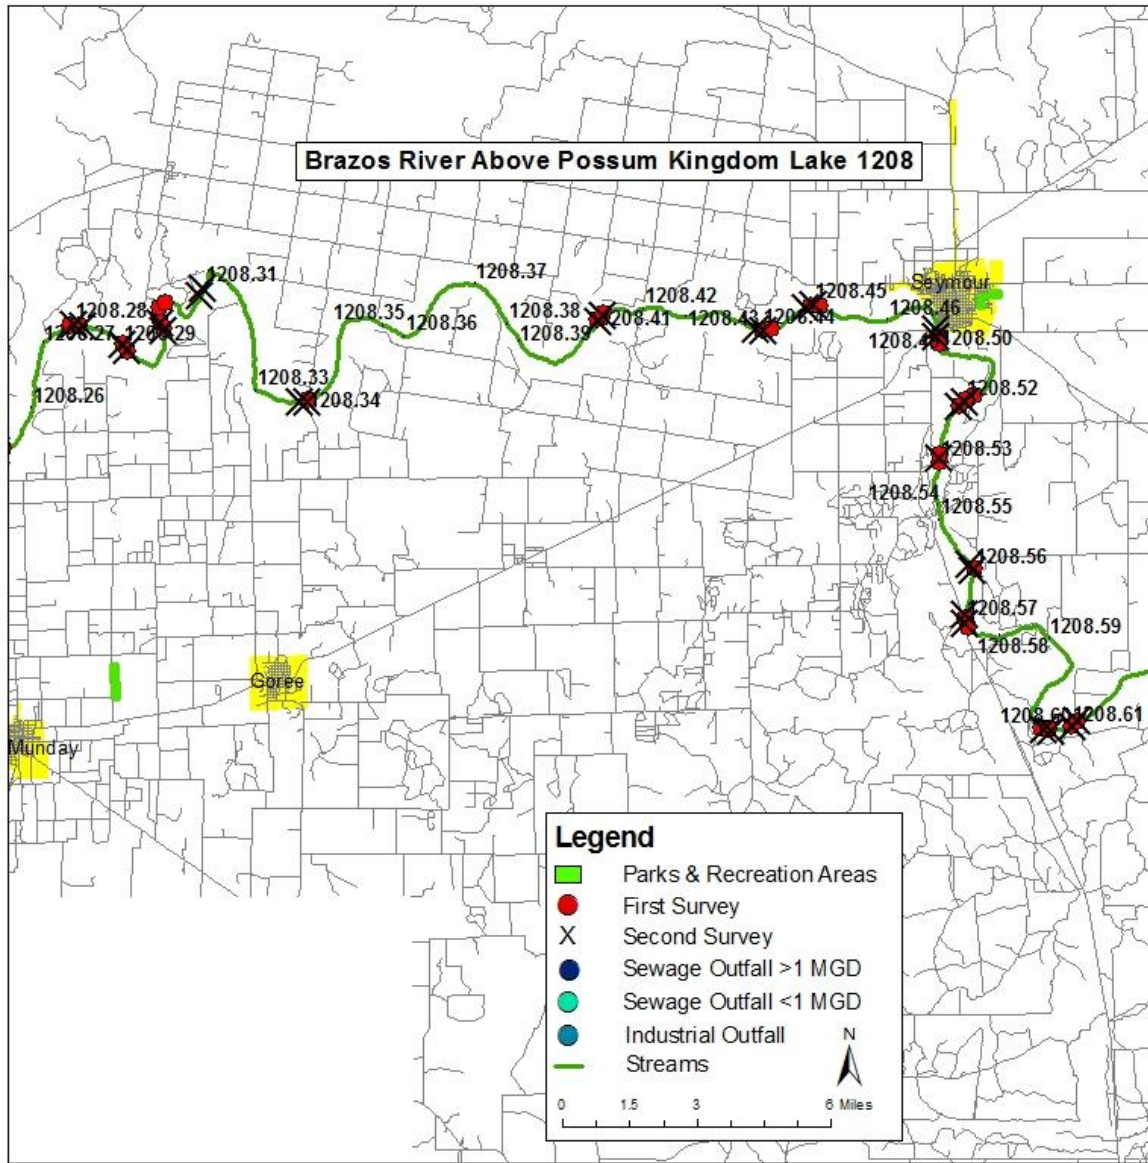 Brazos River Above Possum Kingdom Lake 1208
1208.31
1208.37
Seymour
1208.28
1208.38
1208.42
1208.45
1208.46
1208.27
1208.29
1208.35
1208.36
1208.39
1208.41
1208.43
1208.44
1208.50
1208.26
1208.33
1208.34
1208.52
1208.53
1208.54
1208.55
1208.56
1208.57
1208.58
1208.59
Goree
Munday
1208.61
Legend
Parks & Recreation Areas
First Survey
X Second Survey
Sewage Outfall >1 MGD
Sewage Outfall <1 MGD
Industrial Outfall
Streams
N
0 1.5 3 6 Miles